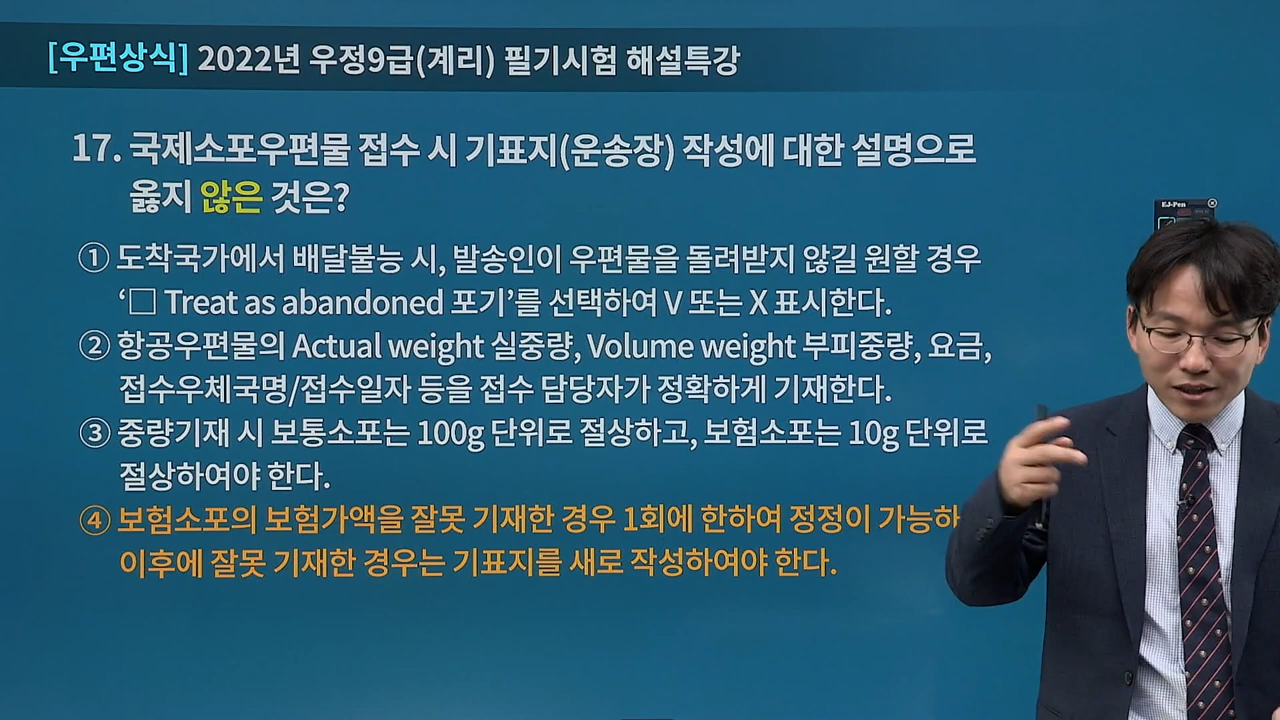 [우편상식] 2022년 우정9급(계리) 필기시험 해설특강
EJ-Pen
17. 국제소포우편물 접수 시 기표지(운송장) 작성에 대한 설명으로
옳지 않은 것은?
① 도착국가에서 배달불능 시, 발송인이 우편물을 돌려받지 않길 원할 경우
‘□ Treat as abandoned 포기’를 선택하여 V 또는 X 표시한다.
② 항공우편물의 Actual weight 실중량, Volume weight 부피중량, 요금,
접수우체국명/접수일자 등을 접수 담당자가 정확하게 기재한다.
③ 중량기재 시 보통소포는 100g 단위로 절상하고, 보험소포는 10g 단위로
절상하여야 한다.
④ 보험소포의 보험가액을 잘못 기재한 경우 1회에 한하여 정정이 가능하
이후에 잘못 기재한 경우는 기표지를 새로 작성하여야 한다.